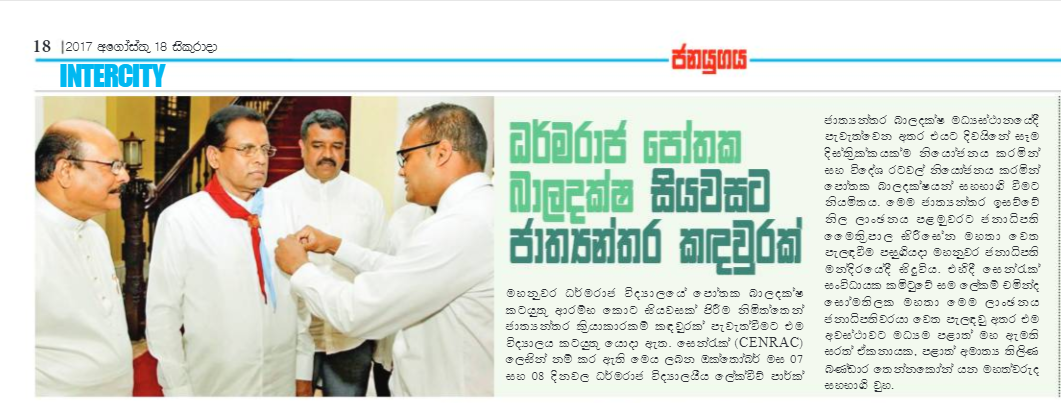 18 |2017 අගෝස්තු 18 සිකුරාදා
ජනයුගය
INTERCITY
ධර්මරාජ පෝතක
බාලදක්ෂ සියවසට
ජාත්‍යන්තර කඳවුරක්
මහනුවර ධර්මරාජ විද්‍යාලයේ පෝතක බාලදක්ෂ
කටයුතු ආරම්භ කොට සියවසක් පිරීම නිමිත්තෙන්
ජාත්‍යන්තර ක්‍රියාකාරකම් කඳවුරක් පැවැත්වීමට එම
විද්‍යාලය කටයුතු යොදා ඇත. සෙන්රැක් (CENRAC)
ලෙසින් නම් කර ඇති මෙය ලබන ඔක්තෝබර් මස 07
සහ 08 දිනවල ධර්මරාජ විද්‍යාලයීය ලේක්විව් පාර්ක්
ජාත්‍යන්තර බාලදක්ෂ මධ්‍යස්ථානයේදී
පැවැත්වෙන අතර එයට දිවයිනේ සෑම
දිස්ත්‍රික්කයක්ම නියෝජනය කරමින්
සහ විදේශ රටවල් නියෝජනය කරමින්
පෝතක බාලදක්ෂයන් සහභාගි වීමට
නියමිතය. මෙම ජාත්‍යන්තර ඉසව්වේ
නිල ලාංඡනය පළමුවරට ජනාධිපති
මෛත්‍රිපාල සිරිසේන මහතා වෙත
පැලඳවීම පසුගියදා මහනුවර ජනාධිපති
මන්දිරයේදී සිදුවිය. එහිදී සෙන්රැක්
සංවිධායක කමිටුවේ සම ලේකම් චමින්ද
සෝමතිලක මහතා මෙම ලාංඡනය
ජනාධිපතිවරයා වෙත පැලඳවූ අතර එම
අවස්ථාවට මධ්‍යම පළාත් මහ ඇමති
සරත් ඒකනායක, පළාත් අමාත්‍ය තිලිණ
බණ්ඩාර තෙන්නකෝන් යන මහත්වරුද
සහභාගි වූහ.